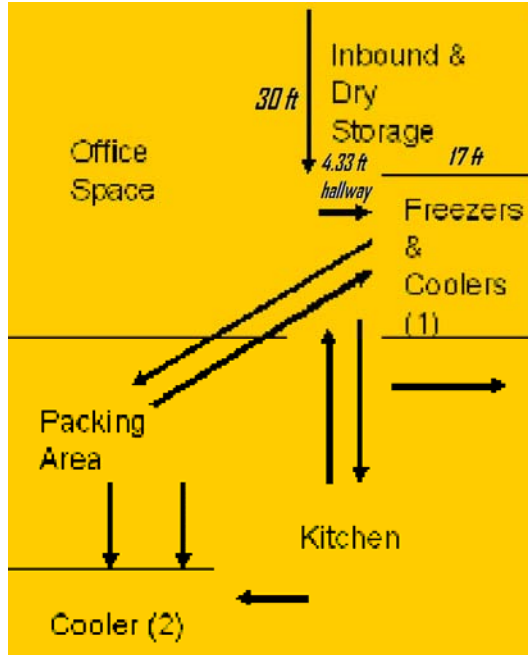 Inbound &
Dry
Storage
30 ft
Office
Space
4.33 ft
hallway
17 ft
Freezers
&
Coolers
(1)
Packing
Area
Kitchen
Cooler (2)